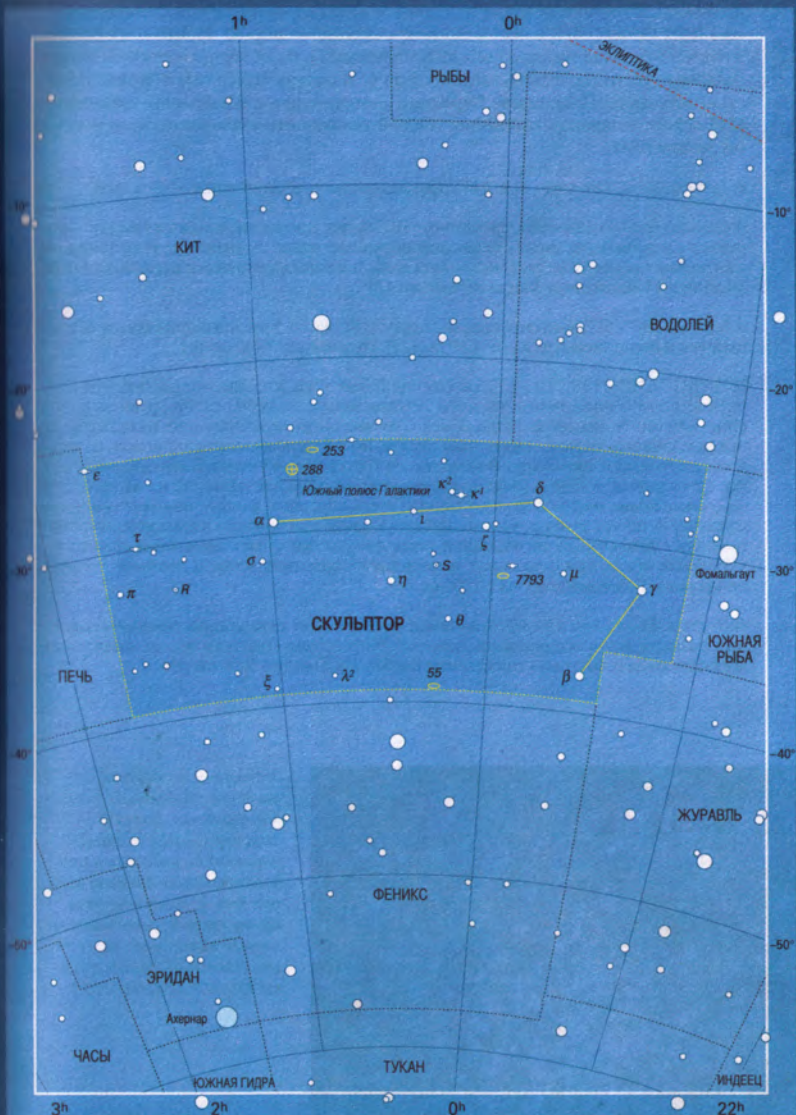 1h
0h
ЭКЛИПТИКА
РЫБЫ
-10°
-10°
КИТ
ВОДОЛЕЙ
-20°
-20°
253
ε
288
Южный полюс Галактики
κ²
κ¹
δ
α
ι
ζ
τ
σ
S
-30°
-30°
Фомальгаут
π
R
η
7793
μ
γ
СКУЛЬПТОР
θ
ЮЖНАЯ
РЫБА
ПЕЧЬ
ξ
λ²
55
β
-40°
-40°
ЖУРАВЛЬ
ФЕНИКС
-50°
-50°
ЭРИДАН
Ахернар
ЧАСЫ
ТУКАН
ЮЖНАЯ ГИДРА
ИНДЕЕЦ
3h
2h
0h
22h